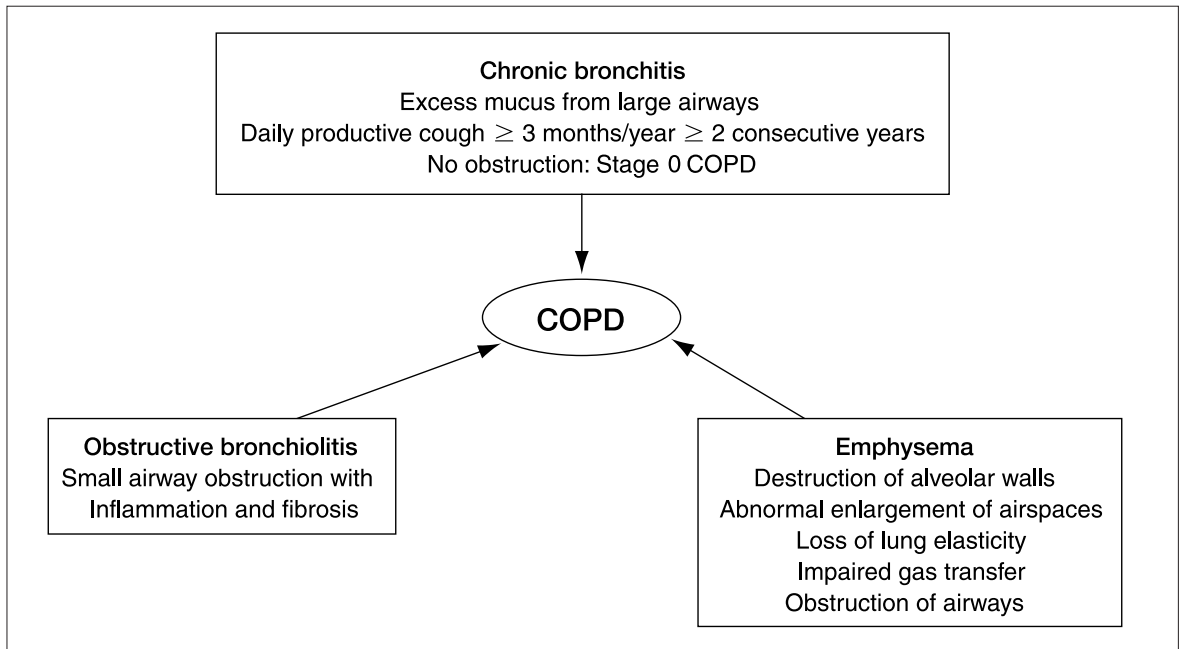 Chronic bronchitis
Excess mucus from large airways
Daily productive cough ≥ 3 months/year ≥ 2 consecutive years
No obstruction: Stage 0 COPD
COPD
Obstructive bronchiolitis
Small airway obstruction with
Inflammation and fibrosis
Emphysema
Destruction of alveolar walls
Abnormal enlargement of airspaces
Loss of lung elasticity
Impaired gas transfer
Obstruction of airways